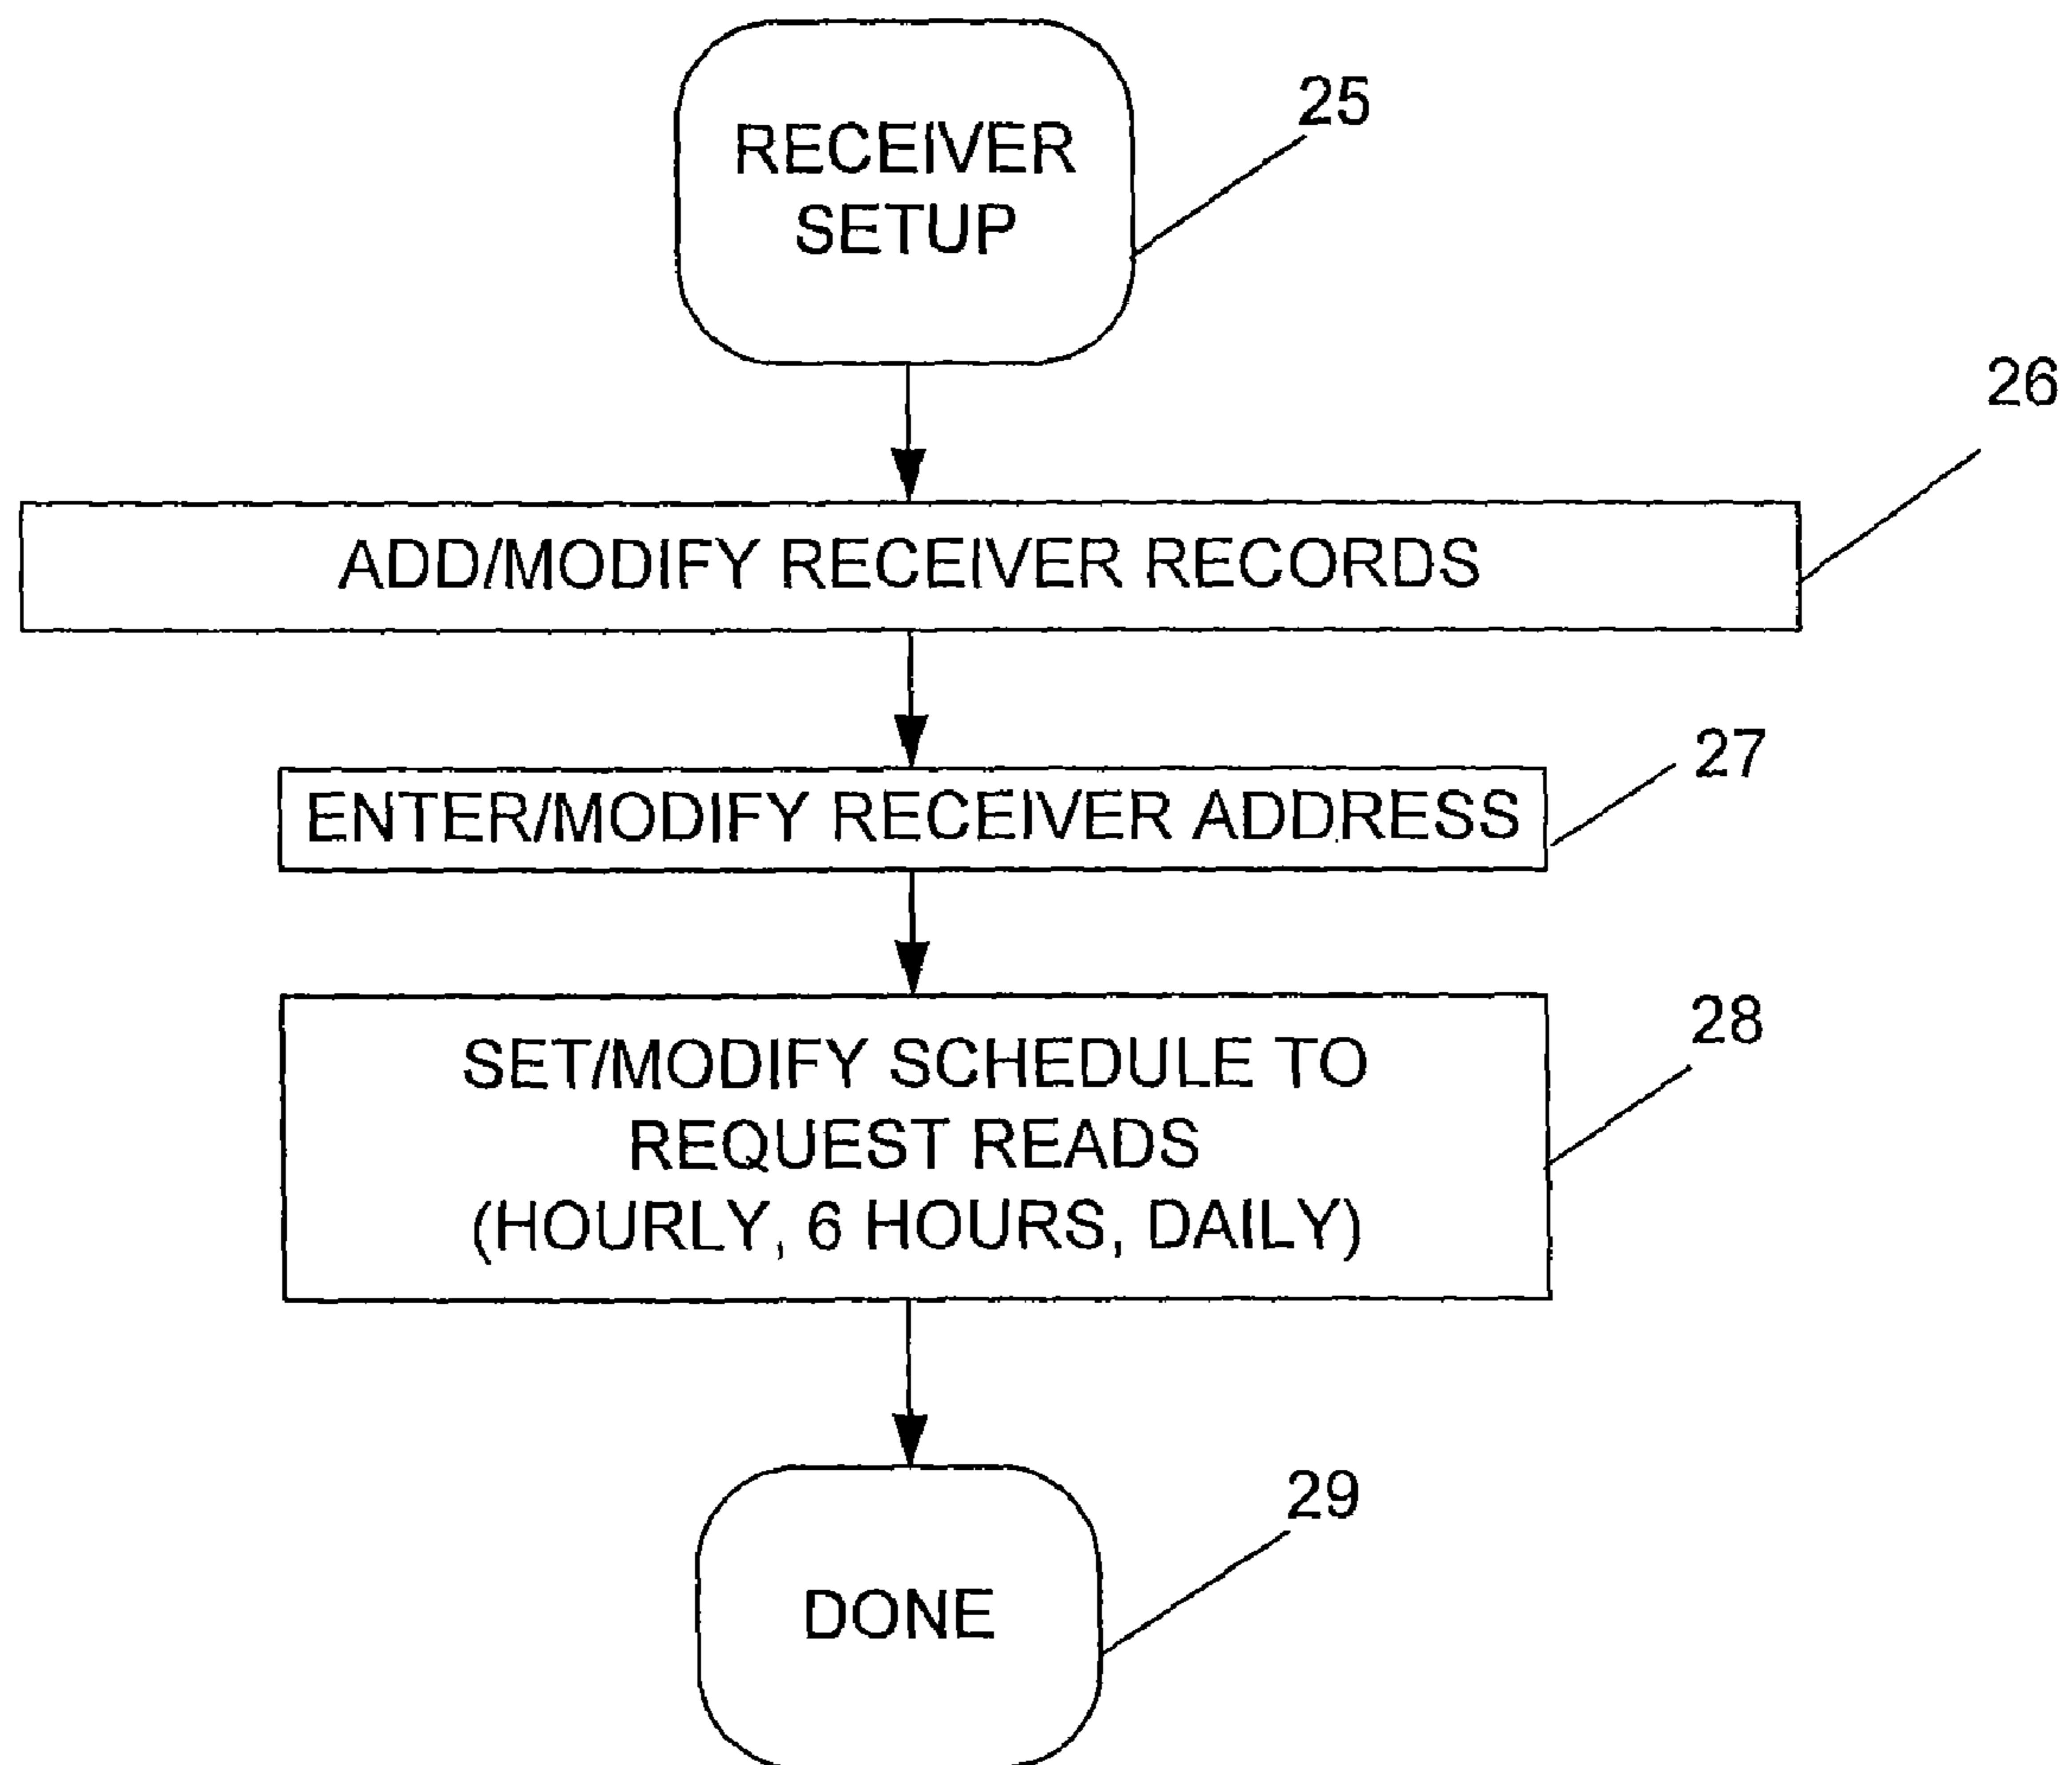 RECEIVER
SETUP
25
26
ADD/MODIFY RECEIVER RECORDS
27
ENTER/MODIFY RECEIVER ADDRESS
28
SET/MODIFY SCHEDULE TO
REQUEST READS
(HOURLY, 6 HOURS, DAILY)
29
DONE